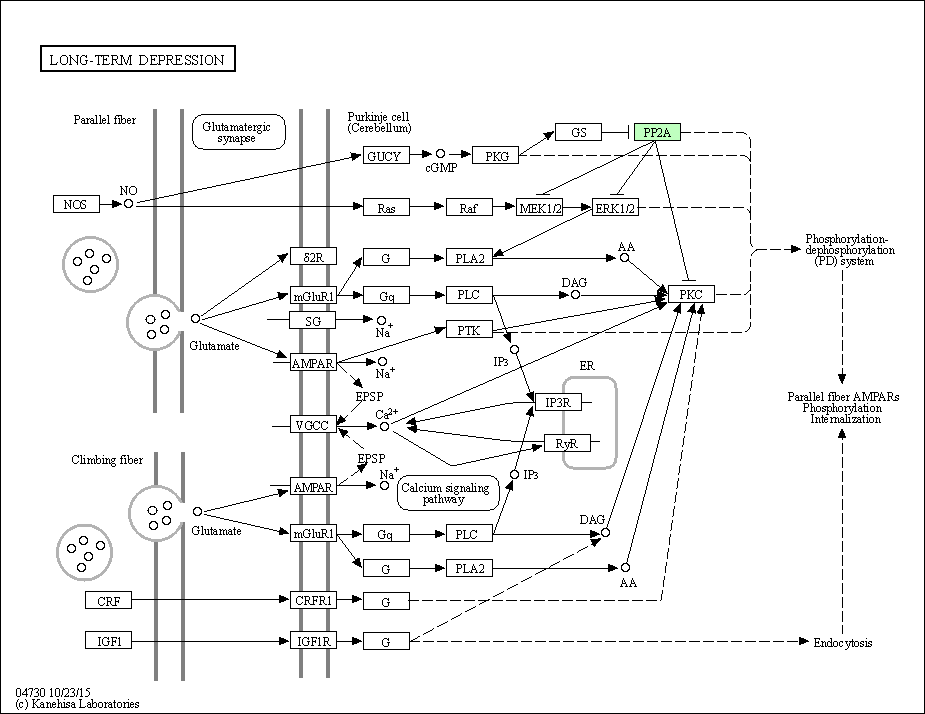 LONG-TERM DEPRESSION
Parallel fiber
Glutamatergic
synapse
Purkinje cell
(Cerebellum)
GS
PP2A
GUCY
cGMP
PKG
NOS
NO
Ras
Raf
MEK1/2
ERK1/2
δ2R
G
PLA2
AA
Phosphorylation-
dephosphorylation
(PD) system
mGluR1
Gq
PLC
DAG
PKC
SG
Na+
Glutamate
PTK
AMPAR
Na+
IP3
ER
EPSP
IP3R
Parallel fiber AMPARs
Phosphorylation
Internalization
VGCC
Ca2+
RyR
Climbing fiber
EPSP
AMPAR
Na+
Calcium signaling
pathway
IP3
Glutamate
mGluR1
Gq
PLC
DAG
G
PLA2
AA
CRF
CRFR1
G
IGF1
IGF1R
G
Endocytosis
04730 10/23/15
(c) Kanehisa Laboratories